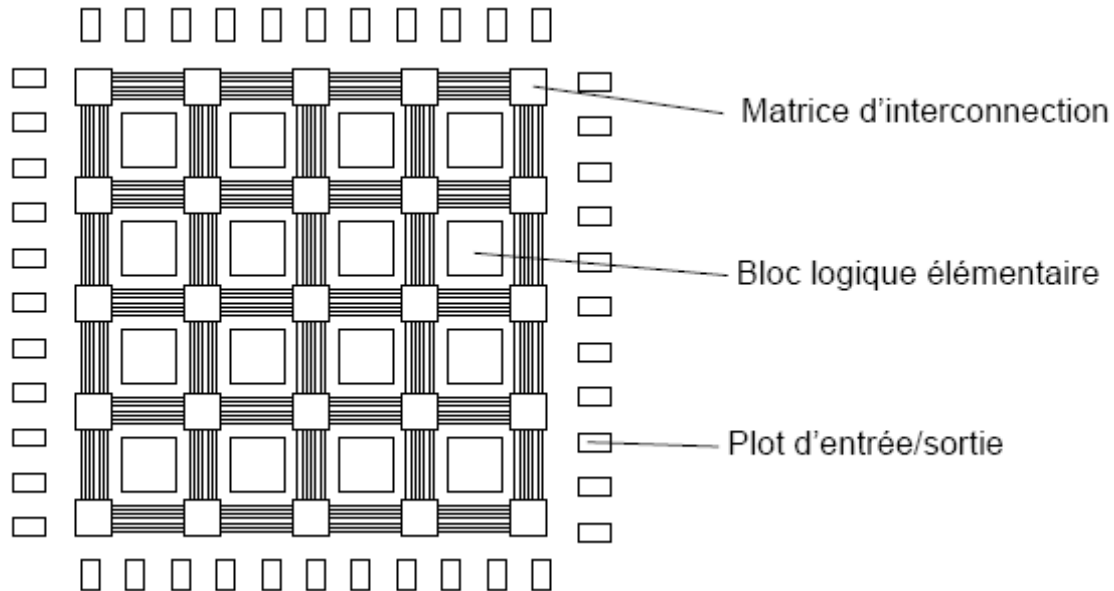 Matrice d'interconnection
Bloc logique élémentaire
Plot d'entrée/sortie